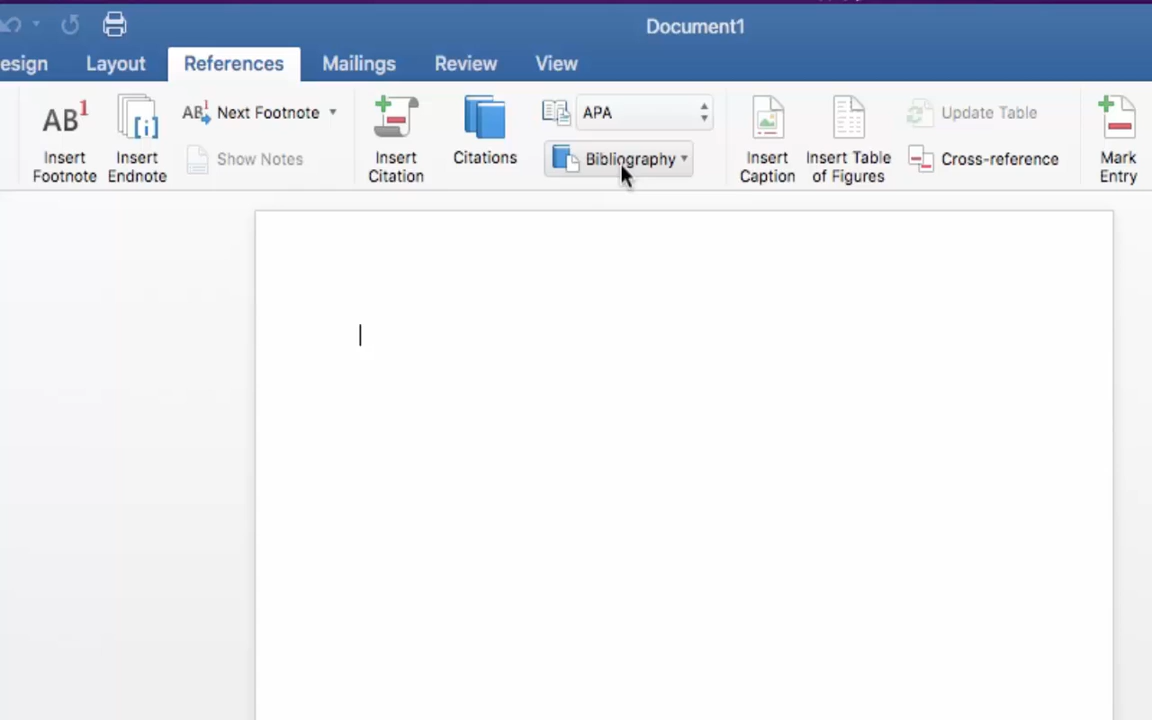 Document1
esign Layout References Mailings Review View
AB1 Insert Footnote
[i] Insert Endnote
AB1 Next Footnote
Show Notes
Insert Citation
Citations
APA
Bibliography
Insert Caption
Insert Table of Figures
Update Table
Cross-reference
Mark Entry